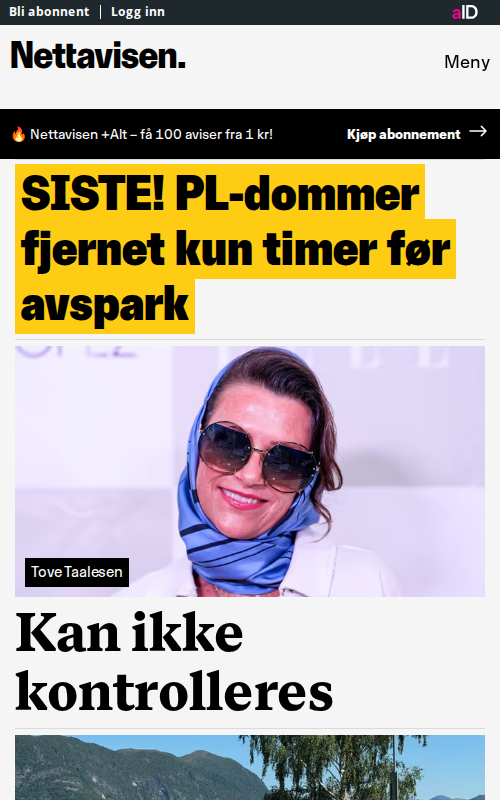 Bli abonnent | Logg inn
aID
Nettavisen.
Meny
🔥 Nettavisen +Alt – få 100 aviser fra 1 kr!
Kjøp abonnement →
SISTE! PL-dommer
fjernet kun timer før
avspark
Tove Taalesen
Kan ikke
kontrolleres